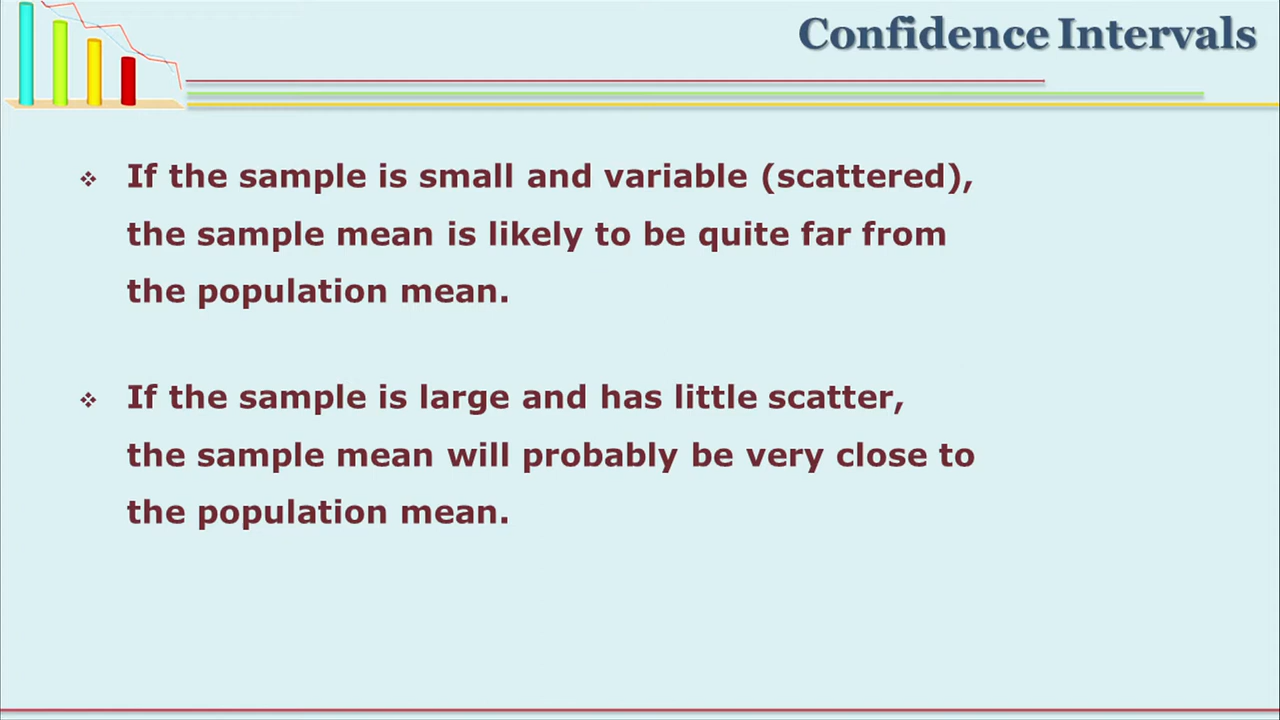 Confidence Intervals
❖ If the sample is small and variable (scattered),
the sample mean is likely to be quite far from
the population mean.
❖ If the sample is large and has little scatter,
the sample mean will probably be very close to
the population mean.